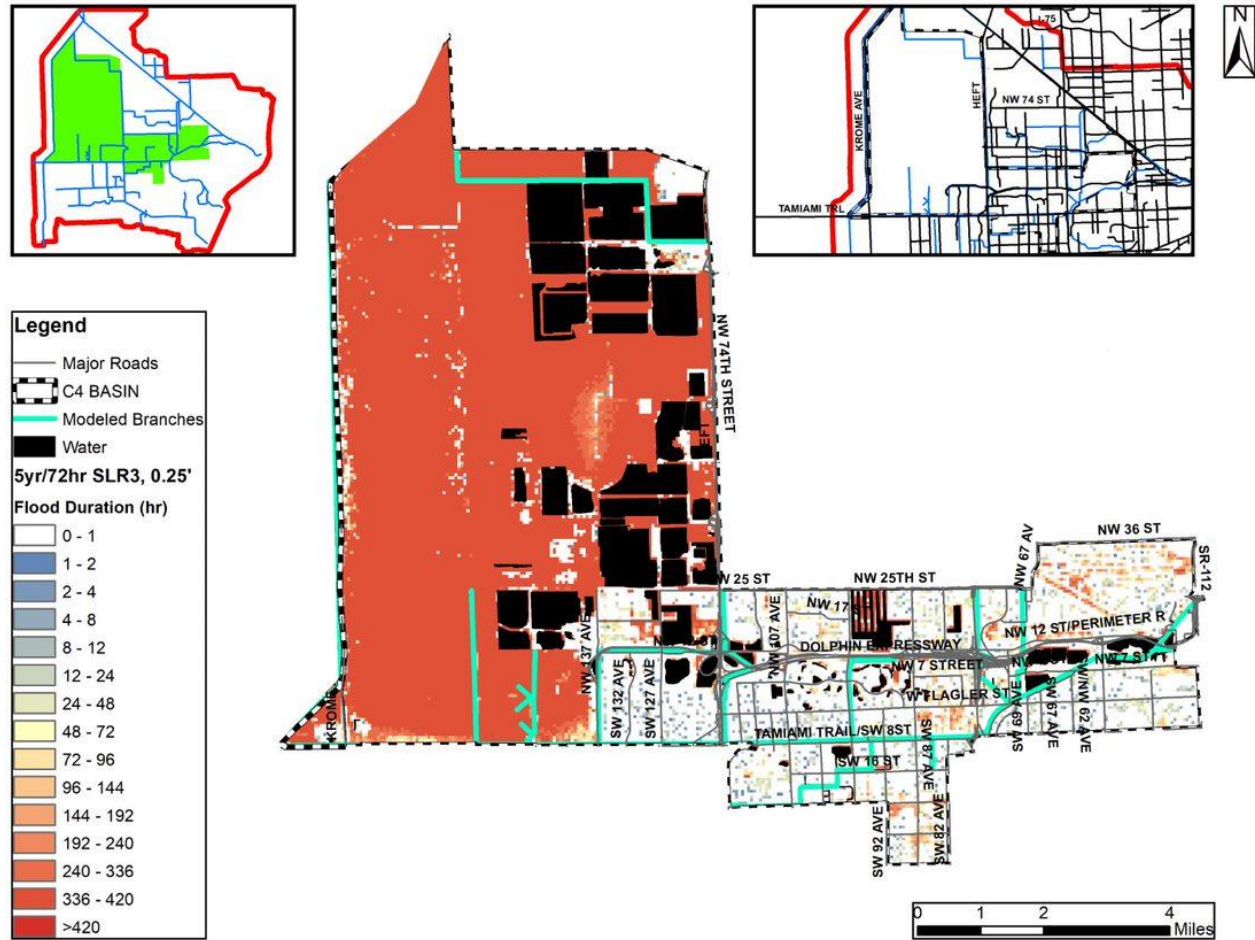 I-75
NW 74 ST
HEFT
KROME AVE
TAMIAMI TRL
N
Legend
Major Roads
C4 BASIN
Modeled Branches
Water
5yr/72hr SLR3, 0.25'
Flood Duration (hr)
0 - 1
1 - 2
2 - 4
4 - 8
8 - 12
12 - 24
24 - 48
48 - 72
72 - 96
96 - 144
144 - 192
192 - 240
240 - 336
336 - 420
>420
NW 74TH STREET
NW 36 ST
SR-112
NW 67 AV
25 ST
NW 25TH ST
NW 17 ST
NW 107 AVE
NW 12 ST/PERIMETER R
DOLPHIN EXPRESSWAY
NW 137 AVE
NW 7 STREET
NW 7 ST
SW 132 AVE
SW 127 AVE
FLAGLER ST
SW 69 AVE
SW 67 AVE
W/NW 62 AVE
KROME
TAMIAMI TRAIL/SW 8ST
SW 87 AVE
SW 16 ST
SW 92 AVE
SW 82 AVE
0 1 2 4
Miles